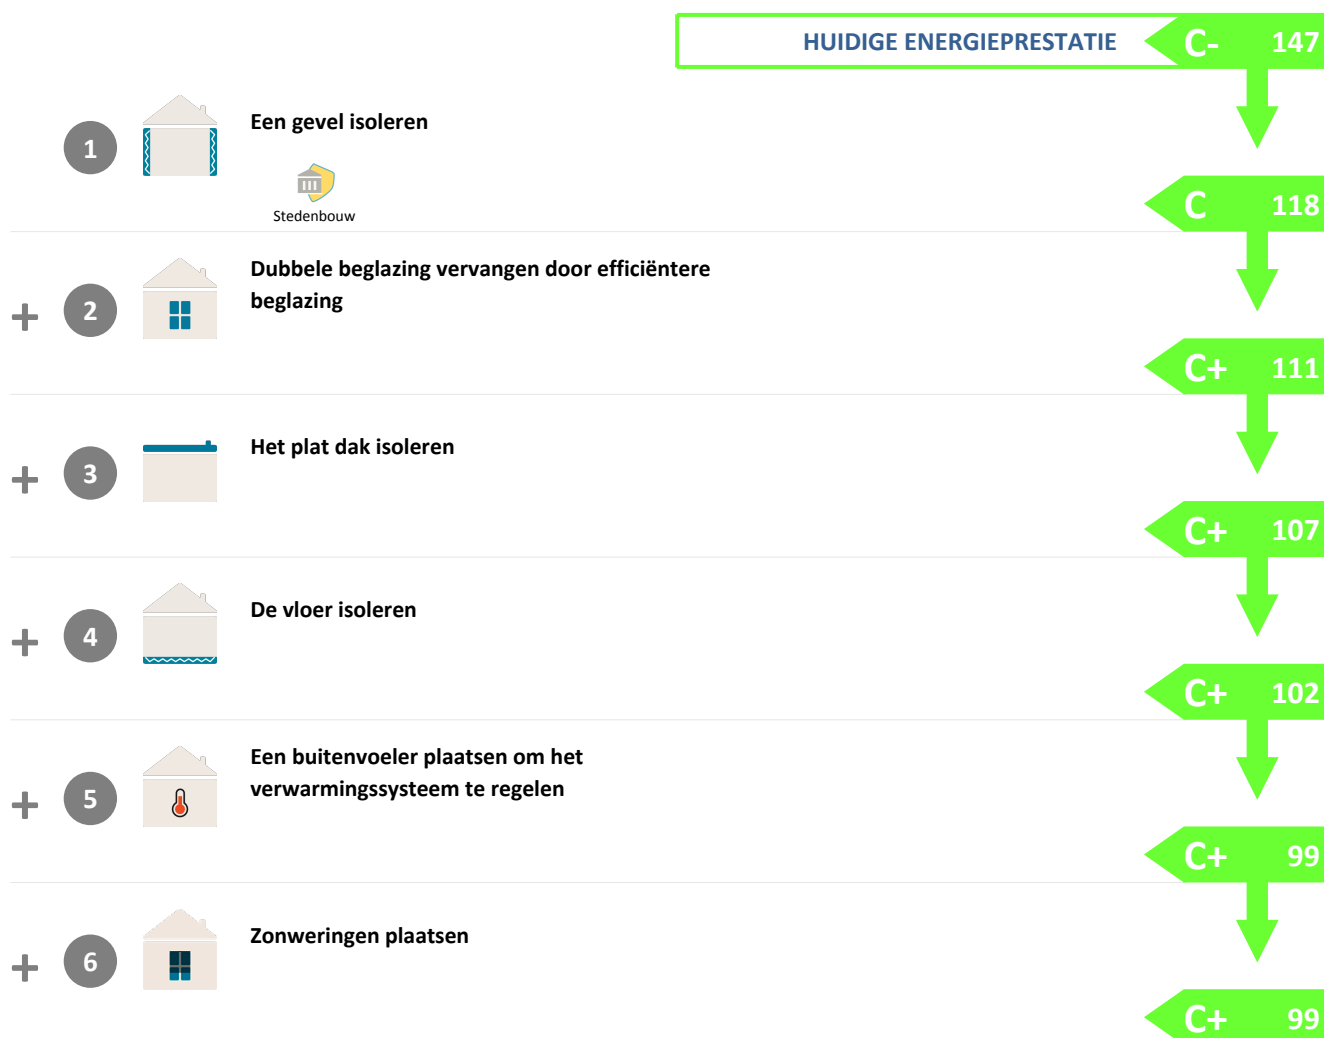 HUIDIGE ENERGIEPRESTATIE C- 147
1 Een gevel isoleren
Stedenbouw
C 118
+ 2 Dubbele beglazing vervangen door efficiëntere
beglazing
C+ 111
+ 3 Het plat dak isoleren
C+ 107
+ 4 De vloer isoleren
C+ 102
+ 5 Een buitenvoeler plaatsen om het
verwarmingssysteem te regelen
C+ 99
+ 6 Zonweringen plaatsen
C+ 99